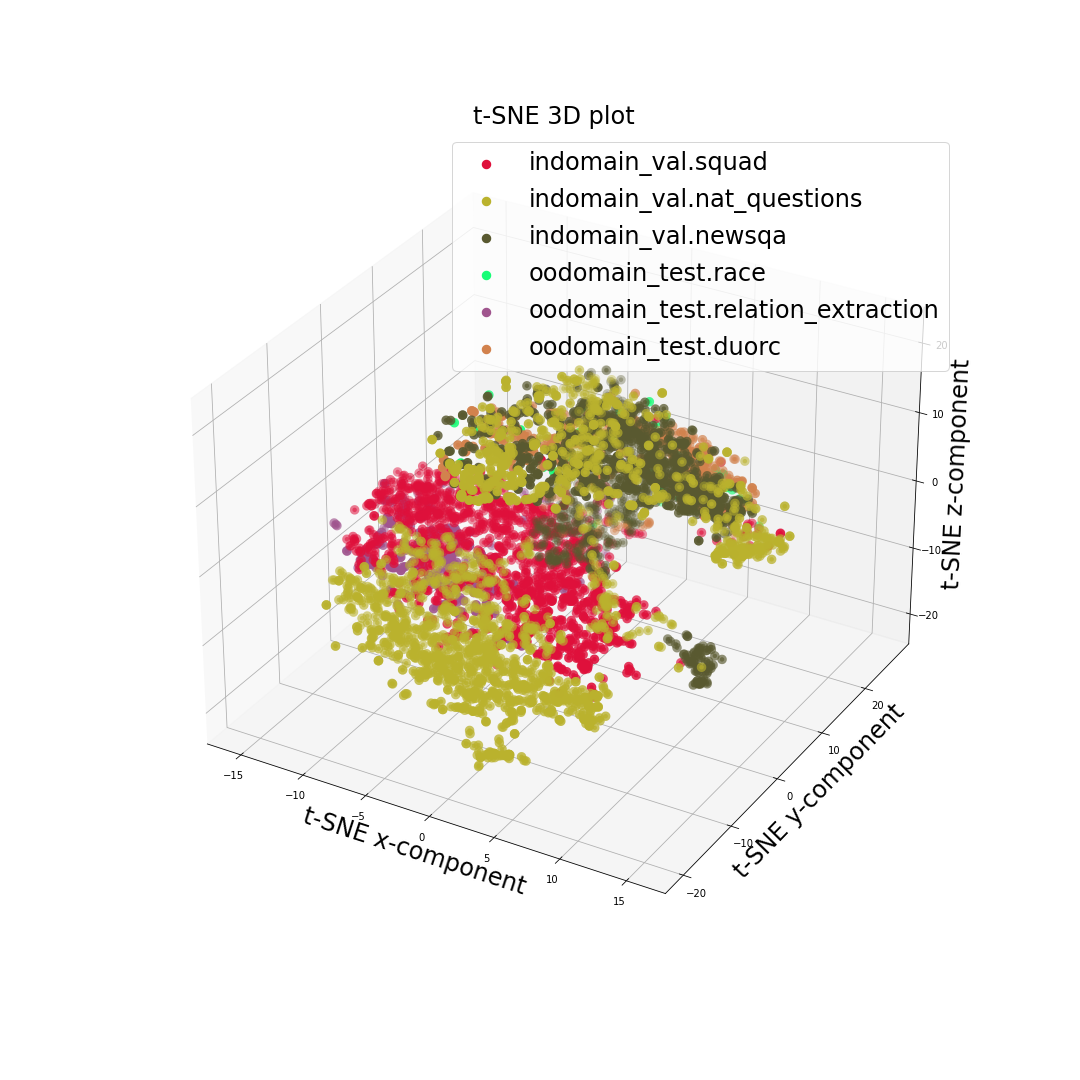 t-SNE 3D plot
indomain_val.squad
indomain_val.nat_questions
indomain_val.newsqa
oodomain_test.race
oodomain_test.relation_extraction
oodomain_test.duorc
20
10
0
−10
−20
t-SNE z-component
20
10
0
−10
−20
t-SNE y-component
−15
−10
−5
0
5
10
15
t-SNE x-component